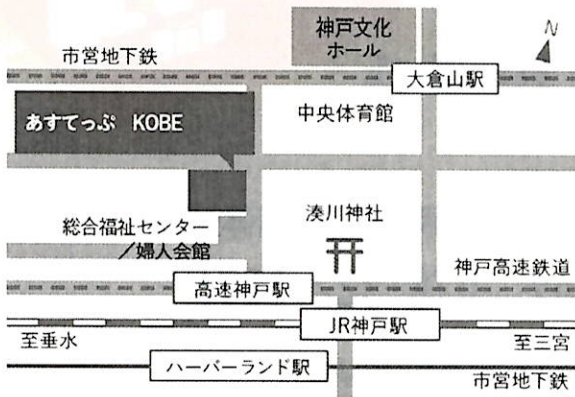 神戸文化
ホール
N
市営地下鉄
大倉山駅
あすてっぷ KOBE
中央体育館
総合福祉センター
/婦人会館
湊川神社
神戸高速鉄道
高速神戸駅
JR神戸駅
至垂水
至三宮
ハーバーランド駅
市営地下鉄